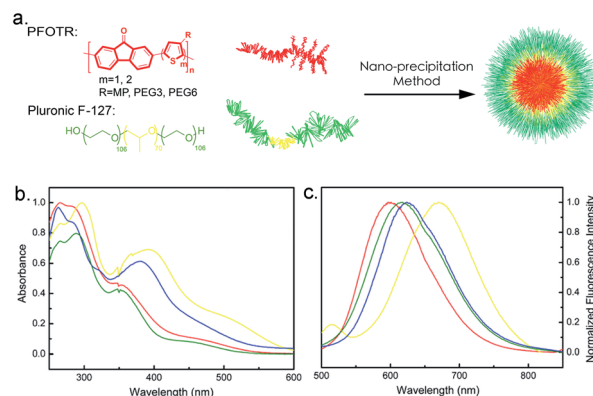 a.
PFOTR:
O
R
S
m
n
m=1, 2
R=MP, PEG3, PEG6
Pluronic F-127:
HO
O
106
O
70
O
H
106
Nano-precipitation
Method
b.
1.0
0.8
0.6
0.4
0.2
0.0
Absorbance
300
400
500
600
Wavelength (nm)
c.
1.0
0.8
0.6
0.4
0.2
0.0
Normalized Fluorescence Intensity
500
600
700
800
Wavelength (nm)